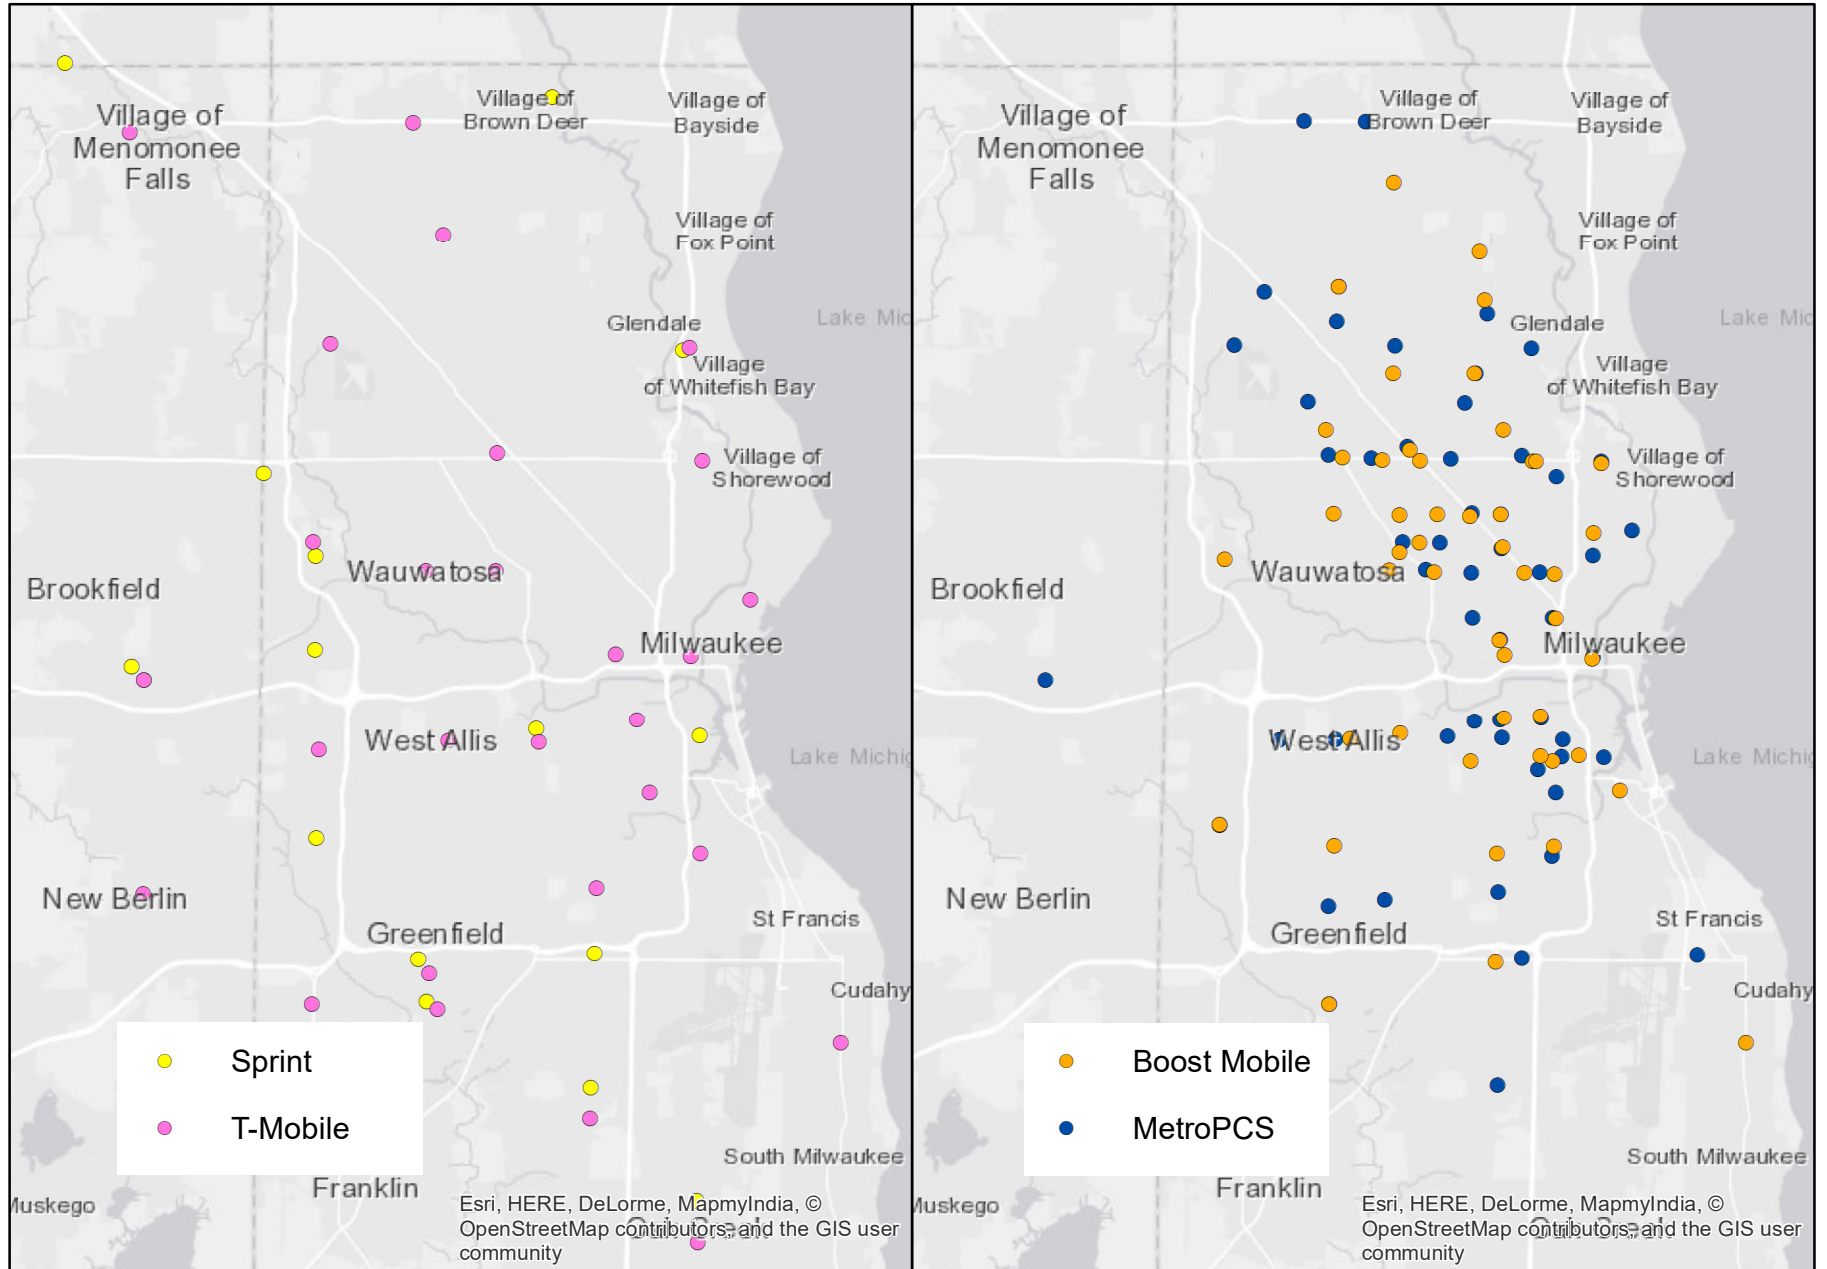 Village of
Brown Deer
Village of
Bayside
Village of
Menomonee
Falls
Village of
Fox Point
Glendale
Lake Mic
Village
of Whitefish Bay
Village of
Shorewood
Wauwatosa
Brookfield
Milwaukee
West Allis
Lake Michig
New Berlin
St Francis
Greenfield
Cudahy
Sprint
T-Mobile
South Milwaukee
Franklin
Muskego
Oak Creek
Esri, HERE, DeLorme, MapmyIndia, ©
OpenStreetMap contributors, and the GIS user
community
Village of
Brown Deer
Village of
Bayside
Village of
Menomonee
Falls
Village of
Fox Point
Glendale
Lake Mic
Village
of Whitefish Bay
Village of
Shorewood
Wauwatosa
Brookfield
Milwaukee
West Allis
Lake Michig
New Berlin
St Francis
Greenfield
Cudahy
Boost Mobile
MetroPCS
South Milwaukee
Franklin
Muskego
Oak Creek
Esri, HERE, DeLorme, MapmyIndia, ©
OpenStreetMap contributors, and the GIS user
community